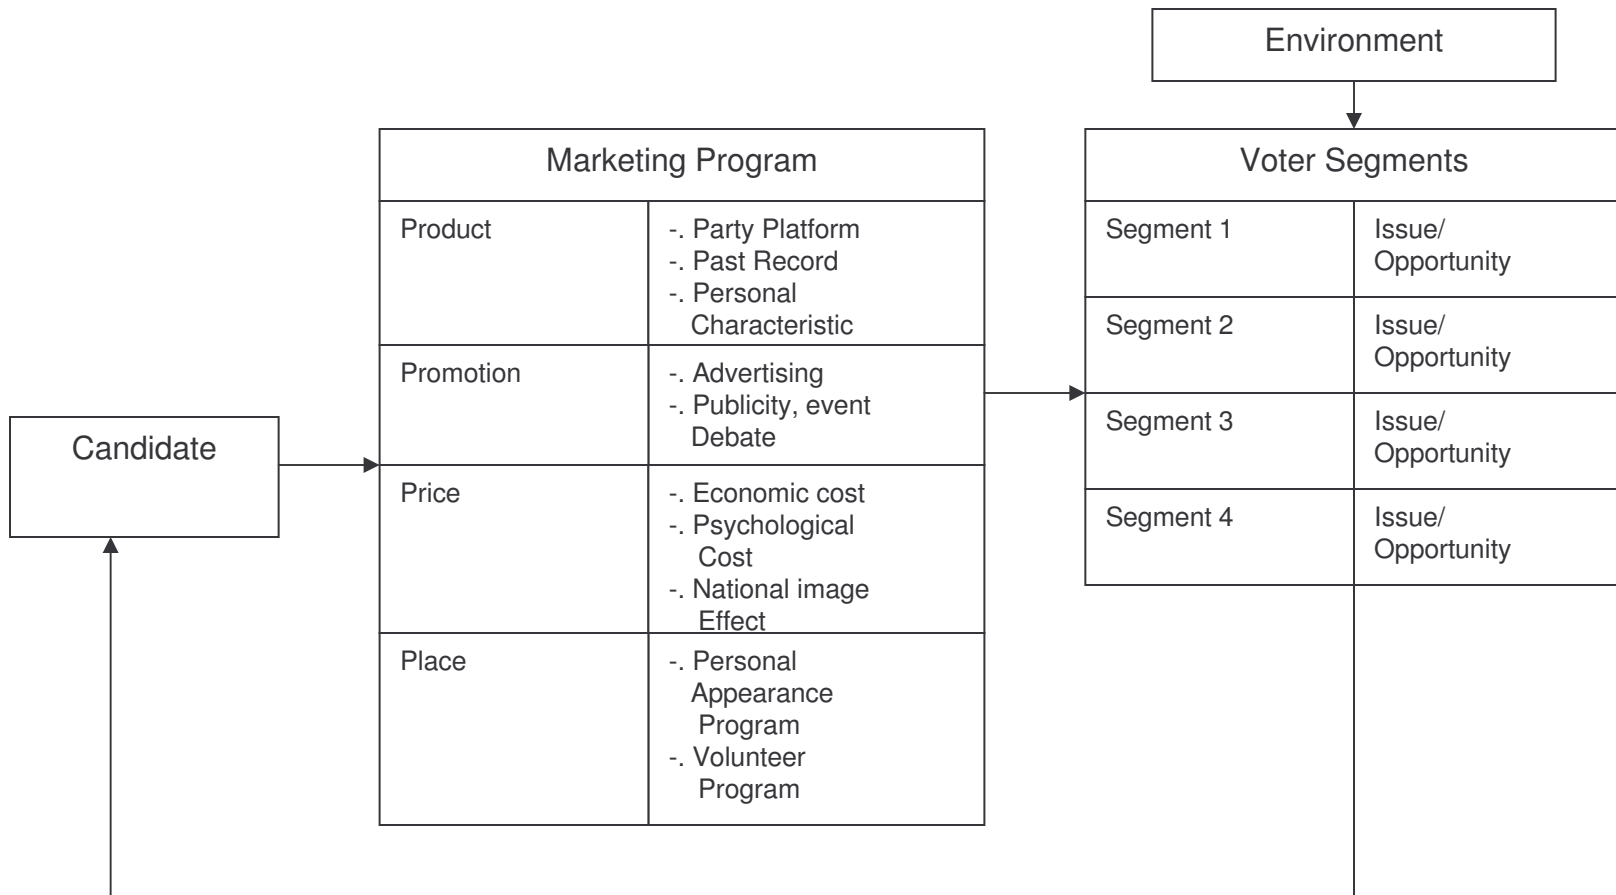 Environment
Marketing Program
Product
-. Party Platform
-. Past Record
-. Personal
Characteristic
Promotion
-. Advertising
-. Publicity, event
Debate
Price
-. Economic cost
-. Psychological
Cost
-. National image
Effect
Place
-. Personal
Appearance
Program
-. Volunteer
Program
Voter Segments
Segment 1
Issue/
Opportunity
Segment 2
Issue/
Opportunity
Segment 3
Issue/
Opportunity
Segment 4
Issue/
Opportunity
Candidate